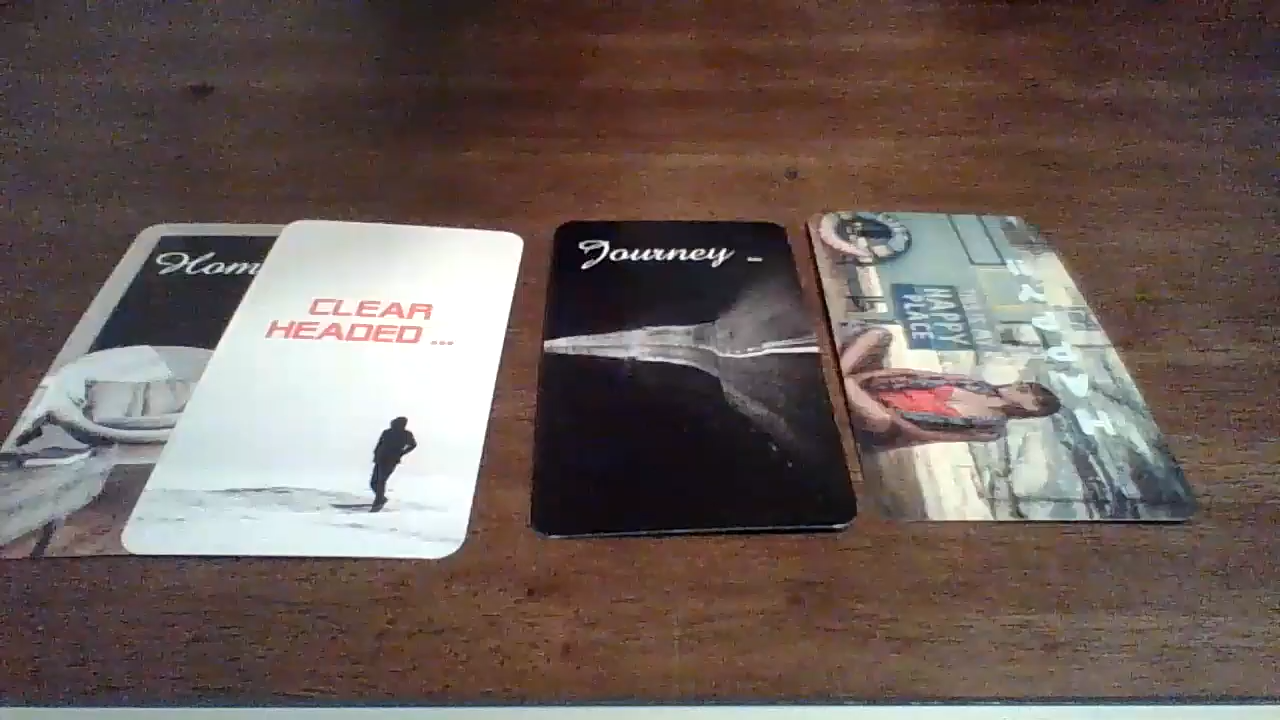 Hom
CLEAR
HEADED ...
Journey ...
HAPPY
PLACE